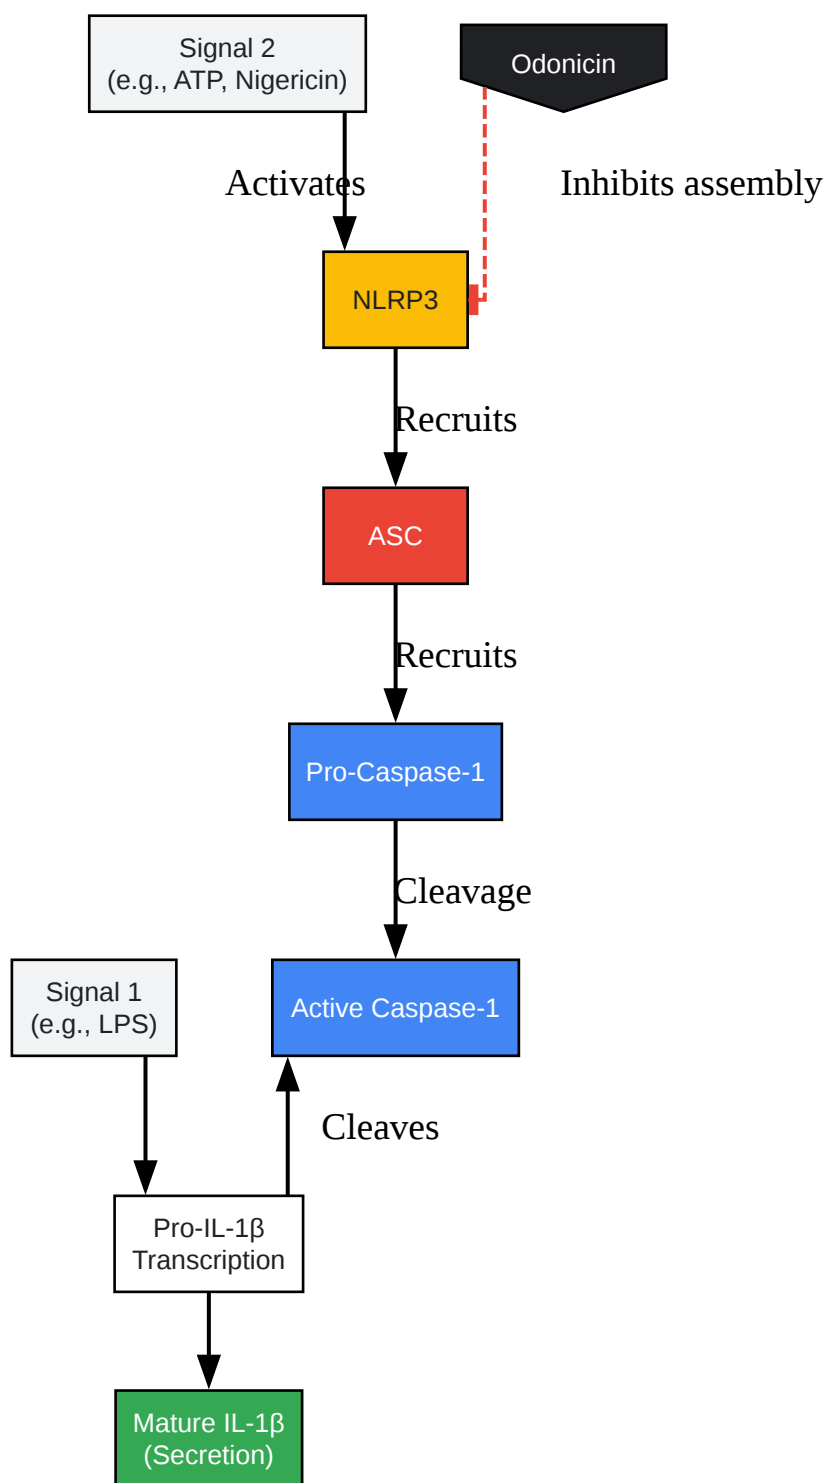 Signal 2
(e.g., ATP, Nigericin)
Odonicin
Activates
Inhibits assembly
NLRP3
Recruits
ASC
Recruits
Pro-Caspase-1
Cleavage
Signal 1
(e.g., LPS)
Active Caspase-1
Cleaves
Pro-IL-1β
Transcription
Mature IL-1β
(Secretion)